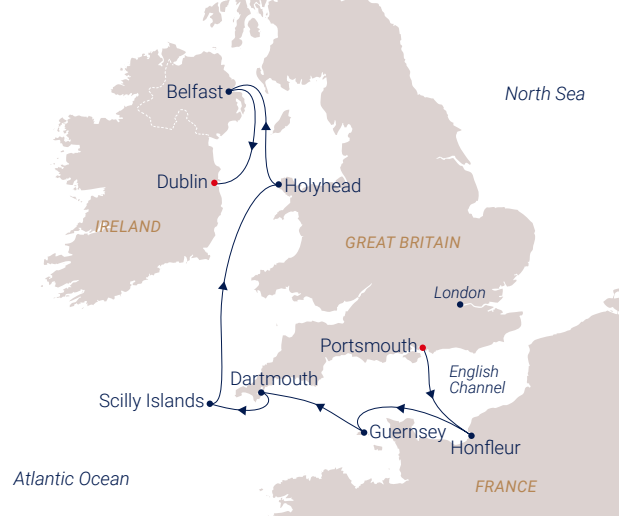 Belfast
North Sea
Dublin
Holyhead
IRELAND
GREAT BRITAIN
London
Portsmouth
English
Channel
Dartmouth
Scilly Islands
Guernsey
Honfleur
Atlantic Ocean
FRANCE